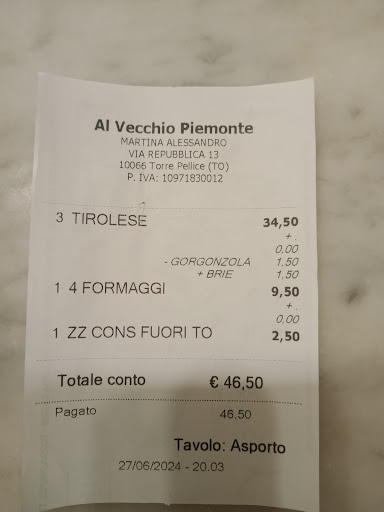 Al Vecchio Piemonte
MARTINA ALESSANDRO
VIA REPUBBLICA 13
10066 Torre Pellice (TO)
P. IVA: 10971830012
3 TIROLESE 34,50
+ .
0,00
- GORGONZOLA 1,50
+ BRIE 1,50
1 4 FORMAGGI 9,50
+ .
0,00
1 ZZ CONS FUORI TO 2,50
Totale conto € 46,50
Pagato 46,50
Tavolo: Asporto
27/06/2024 - 20.03